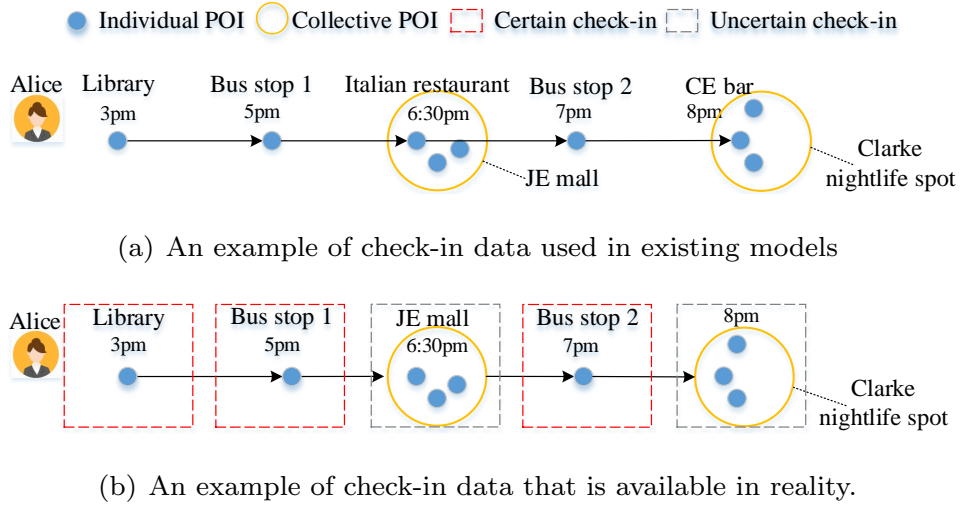 Individual POI Collective POI Certain check-in Uncertain check-in
Alice Library Bus stop 1 Italian restaurant Bus stop 2 CE bar
3pm 5pm 6:30pm 7pm 8pm
JE mall
Clarke
nightlife spot
(a) An example of check-in data used in existing models
Alice Library Bus stop 1 JE mall Bus stop 2 8pm
3pm 5pm 6:30pm 7pm
Clarke
nightlife spot
(b) An example of check-in data that is available in reality.